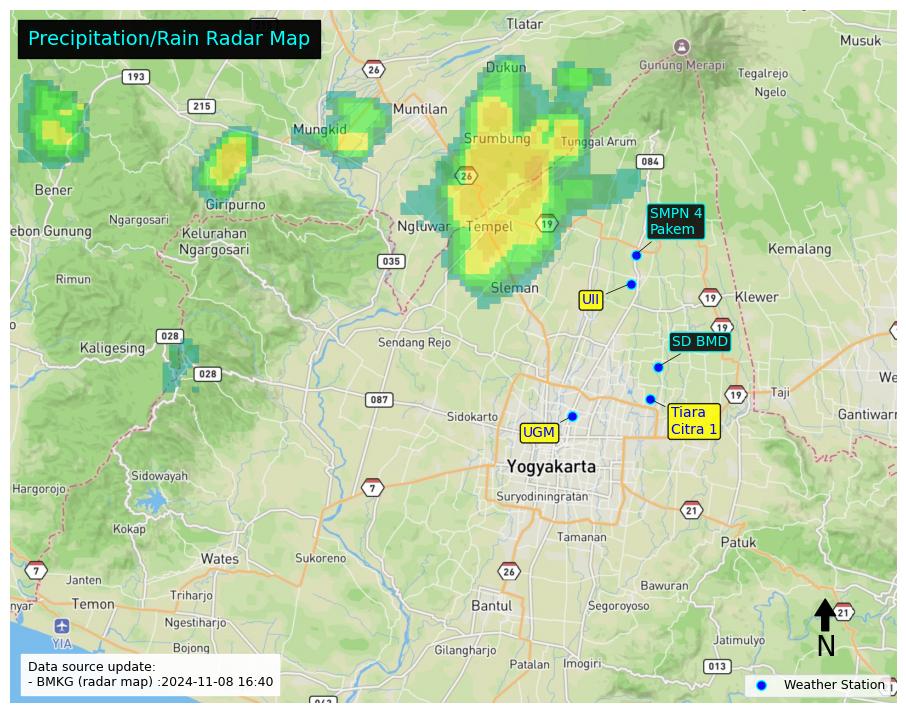 Precipitation/Rain Radar Map
Tlatar
Musuk
26
193
Dukun
Gunung Merapi
Tegalrejo
Ngelo
215
Muntilan
Mungkid
Srumbung
Tunggal Arum
084
26
Bener
Giripurno
SMPN 4
Pakem
Ngargosari
ebon Gunung
Kelurahan
Ngargosari
Ngluwar
Tempel
19
Kemalang
035
Rimun
Sleman
UII
19
Klewer
19
028
Kaligesing
Sendang Rejo
SD BMD
028
We
087
19
Taji
Sidokarto
Tiara
Citra 1
Gantiwarn
UGM
Yogyakarta
Sidowayah
Hargorojo
7
Suryodiningratan
21
Kokap
Tamanan
Patuk
Wates
Sukoreno
7
26
Janten
Bawuran
nyar
Temon
Triharjo
Bantul
Segoroyoso
21
Ngestiharjo
YIA
N
Bojong
Gilangharjo
Jatimulyo
Patalan
Imogiri
013
Data source update:
- BMKG (radar map) :2024-11-08 16:40
Weather Station